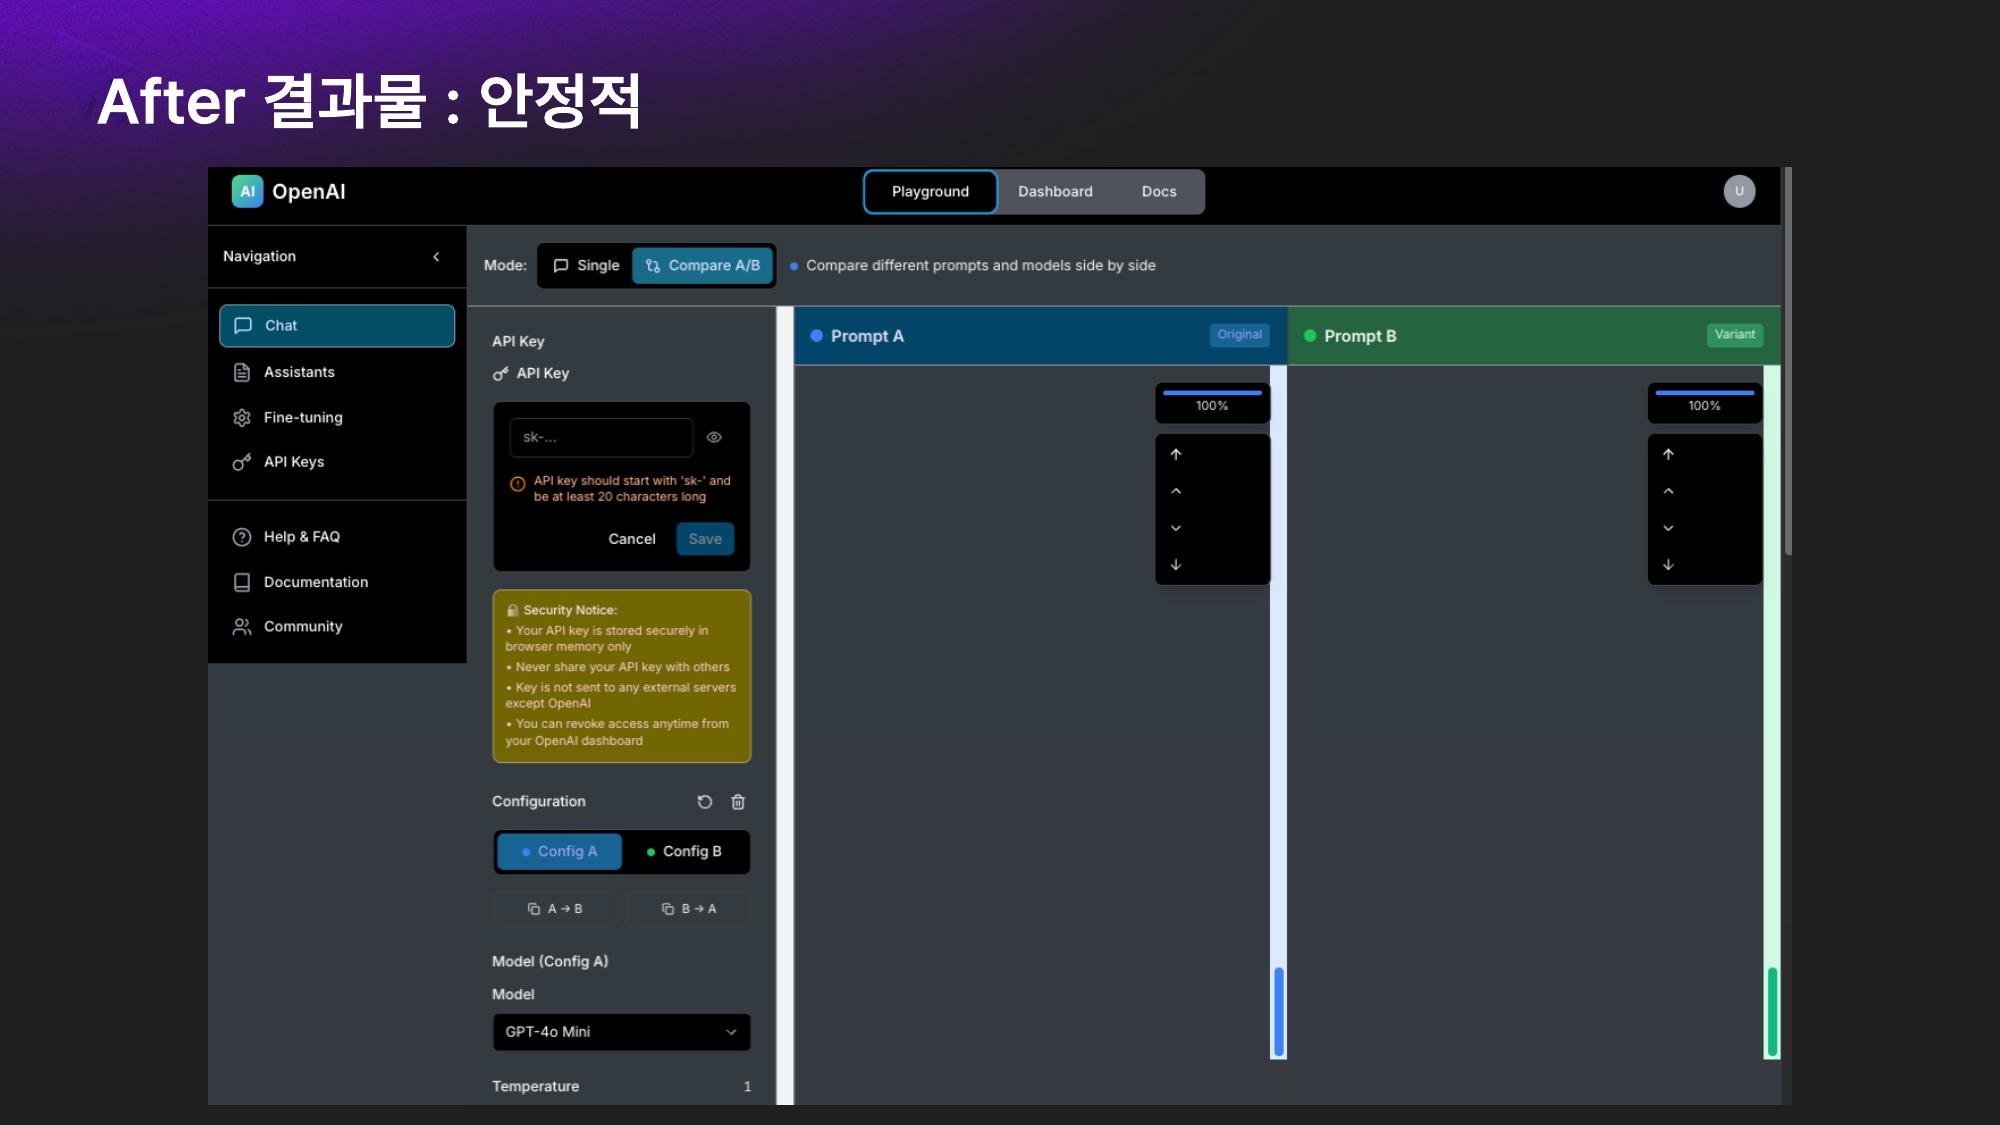 After 결과물 : 안정적
AI OpenAI
Playground Dashboard Docs
U
Navigation
Chat
Assistants
Fine-tuning
API Keys
Help & FAQ
Documentation
Community
Mode: Single Compare A/B Compare different prompts and models side by side
API Key
API Key
sk-...
API key should start with 'sk-' and
be at least 20 characters long
Cancel Save
Security Notice:
• Your API key is stored securely in
browser memory only
• Never share your API key with others
• Key is not sent to any external servers
except OpenAI
• You can revoke access anytime from
your OpenAI dashboard
Configuration
Config A Config B
A → B B → A
Model (Config A)
Model
GPT-4o Mini
Temperature 1
Prompt A Original
100%
Prompt B Variant
100%